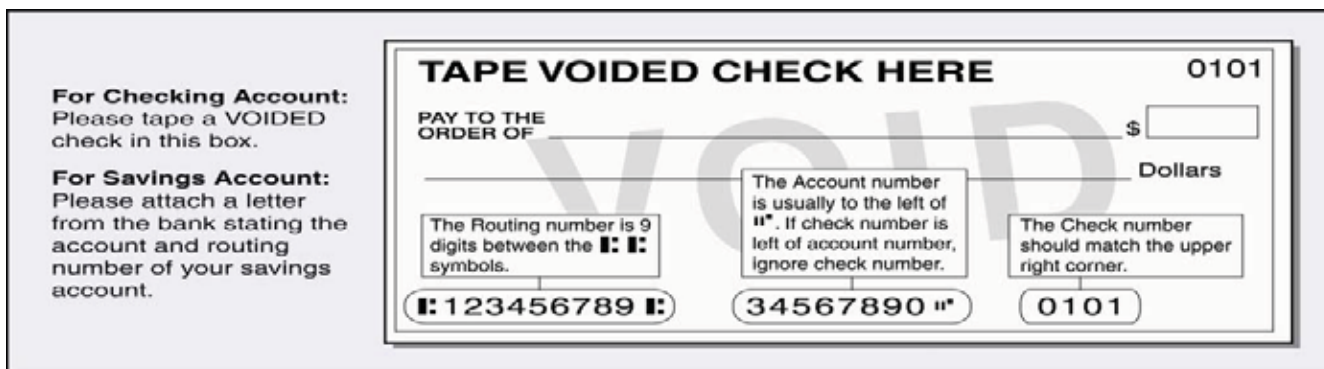 For Checking Account:
Please tape a VOIDED
check in this box.
For Savings Account:
Please attach a letter
from the bank stating the
account and routing
number of your savings
account.
TAPE VOIDED CHECK HERE 0101
PAY TO THE
ORDER OF $
VOID
Dollars
The Routing number is 9
digits between the ⑆ ⑆
symbols.
The Account number
is usually to the left of
⑈. If check number is
left of account number,
ignore check number.
The Check number
should match the upper
right corner.
⑆123456789⑆ 34567890⑈ 0101